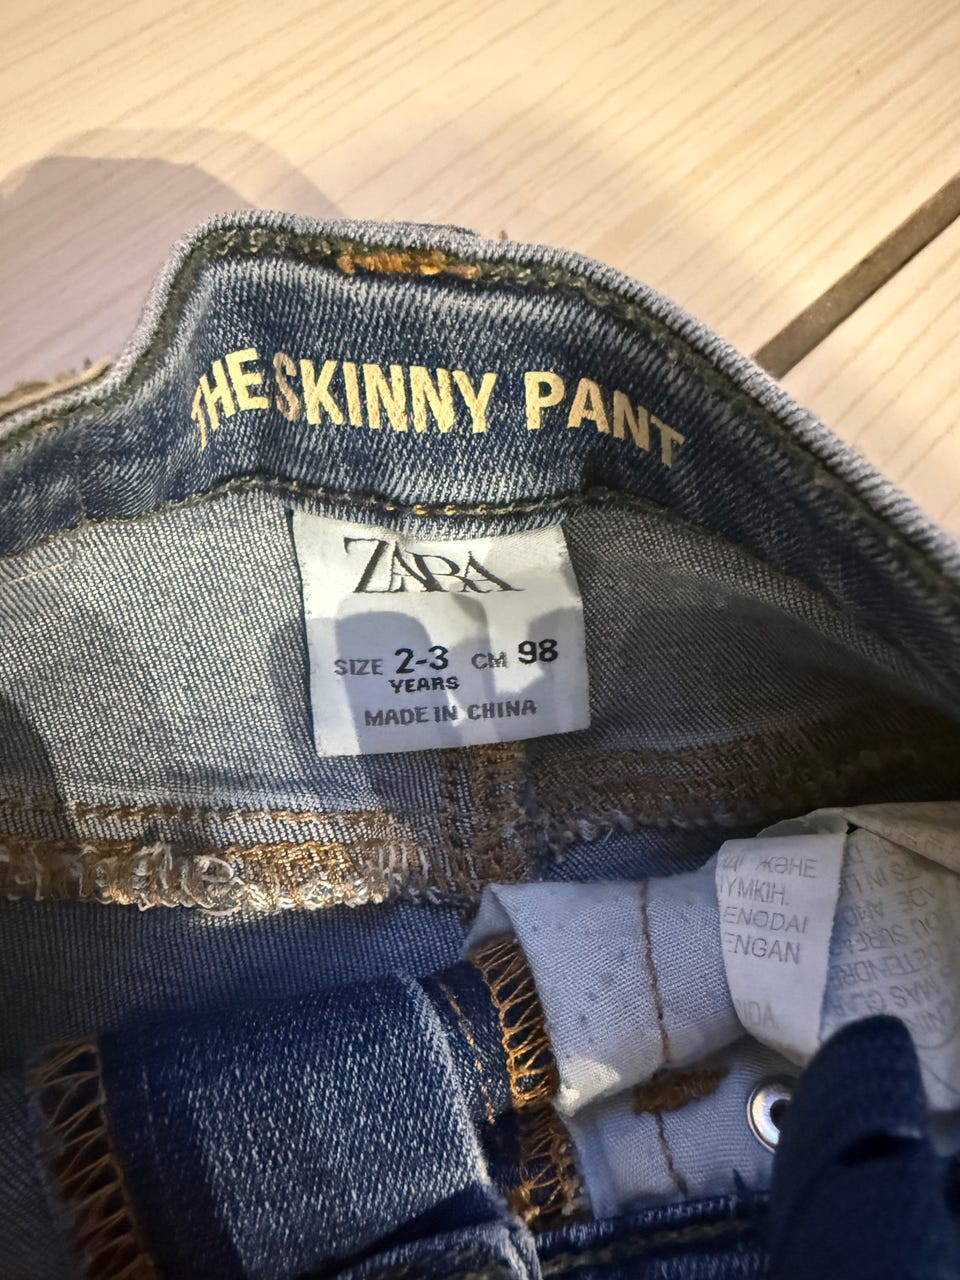 THE SKINNY PANT
ZARA
SIZE 2-3 CM 98
YEARS
MADE IN CHINA
ЖӘНЕ
ENGAN